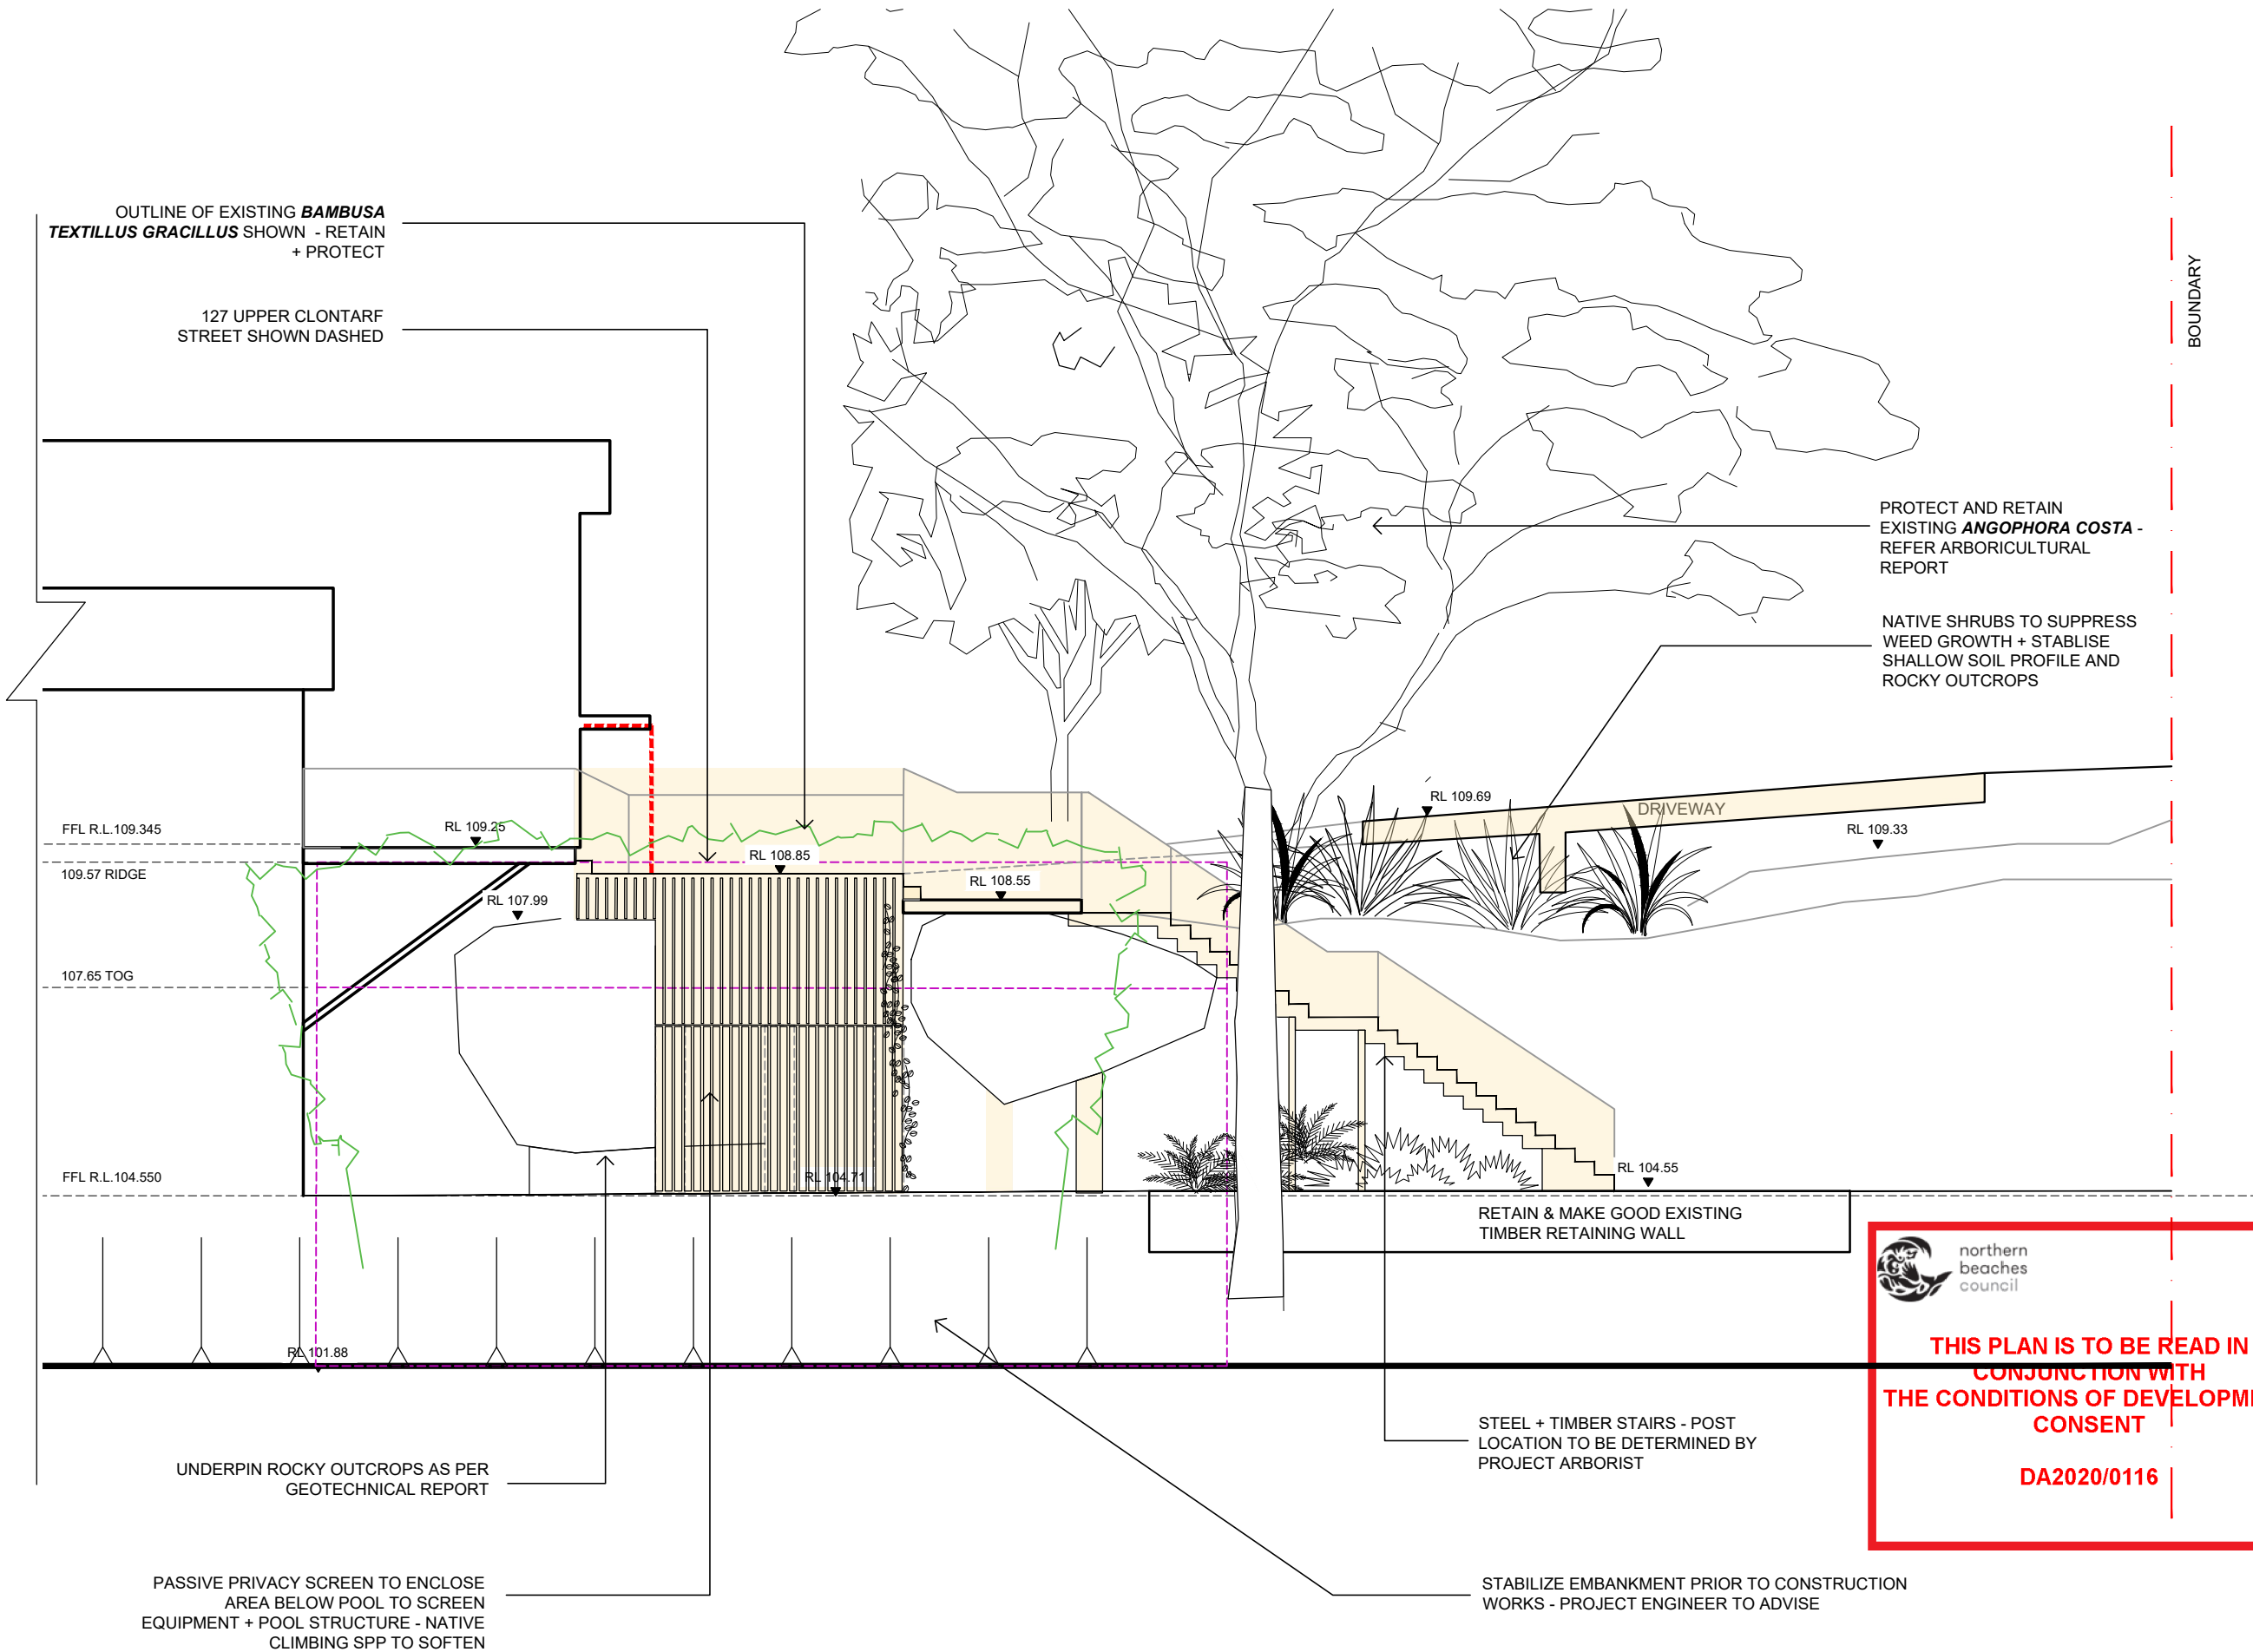 OUTLINE OF EXISTING BAMBUSA
TEXTILLUS GRACILLUS SHOWN - RETAIN
+ PROTECT
127 UPPER CLONTARF
STREET SHOWN DASHED
BOUNDARY
PROTECT AND RETAIN
EXISTING ANGOPHORA COSTA -
REFER ARBORICULTURAL
REPORT
NATIVE SHRUBS TO SUPPRESS
WEED GROWTH + STABLISE
SHALLOW SOIL PROFILE AND
ROCKY OUTCROPS
RL 109.69
DRIVEWAY
RL 109.33
FFL R.L.109.345
RL 109.25
RL 108.85
109.57 RIDGE
RL 108.55
RL 107.99
107.65 TOG
FFL R.L.104.550
RL 104.71
RL 104.55
RETAIN & MAKE GOOD EXISTING
TIMBER RETAINING WALL
northern
beaches
council
RL 101.88
THIS PLAN IS TO BE READ IN
CONJUNCTION WITH
THE CONDITIONS OF DEVELOPM
CONSENT
DA2020/0116
STEEL + TIMBER STAIRS - POST
LOCATION TO BE DETERMINED BY
PROJECT ARBORIST
UNDERPIN ROCKY OUTCROPS AS PER
GEOTECHNICAL REPORT
PASSIVE PRIVACY SCREEN TO ENCLOSE
AREA BELOW POOL TO SCREEN
EQUIPMENT + POOL STRUCTURE - NATIVE
CLIMBING SPP TO SOFTEN
STABILIZE EMBANKMENT PRIOR TO CONSTRUCTION
WORKS - PROJECT ENGINEER TO ADVISE